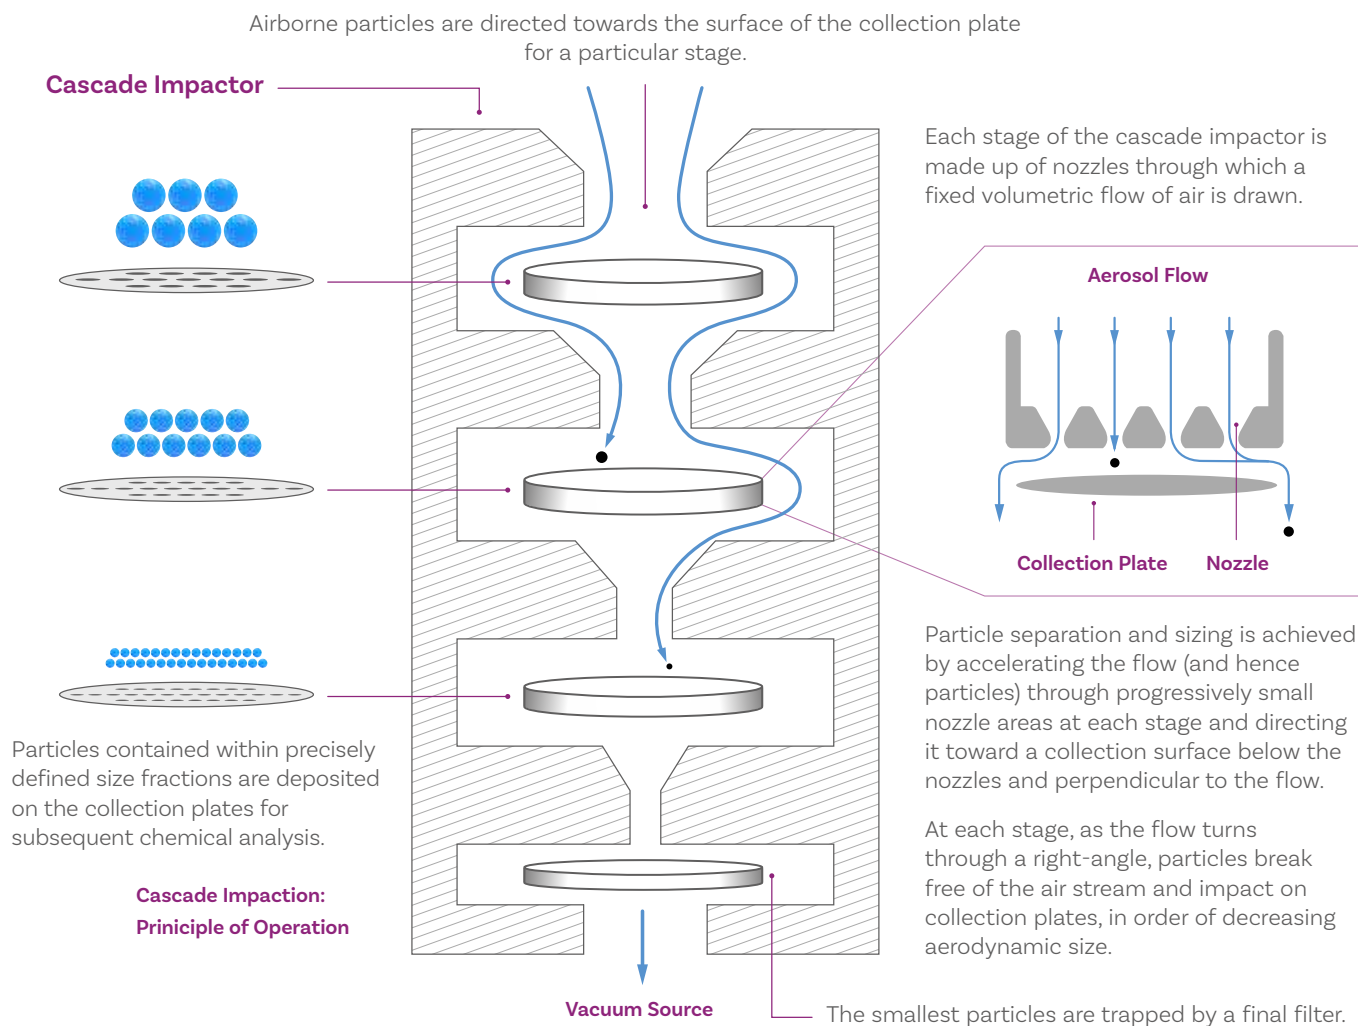 Airborne particles are directed towards the surface of the collection plate
for a particular stage.
Cascade Impactor
Each stage of the cascade impactor is
made up of nozzles through which a
fixed volumetric flow of air is drawn.
Aerosol Flow
Collection Plate
Nozzle
Particle separation and sizing is achieved
by accelerating the flow (and hence
particles) through progressively small
nozzle areas at each stage and directing
it toward a collection surface below the
nozzles and perpendicular to the flow.
At each stage, as the flow turns
through a right-angle, particles break
free of the air stream and impact on
collection plates, in order of decreasing
aerodynamic size.
Particles contained within precisely
defined size fractions are deposited
on the collection plates for
subsequent chemical analysis.
Cascade Impaction:
Priniciple of Operation
Vacuum Source
The smallest particles are trapped by a final filter.